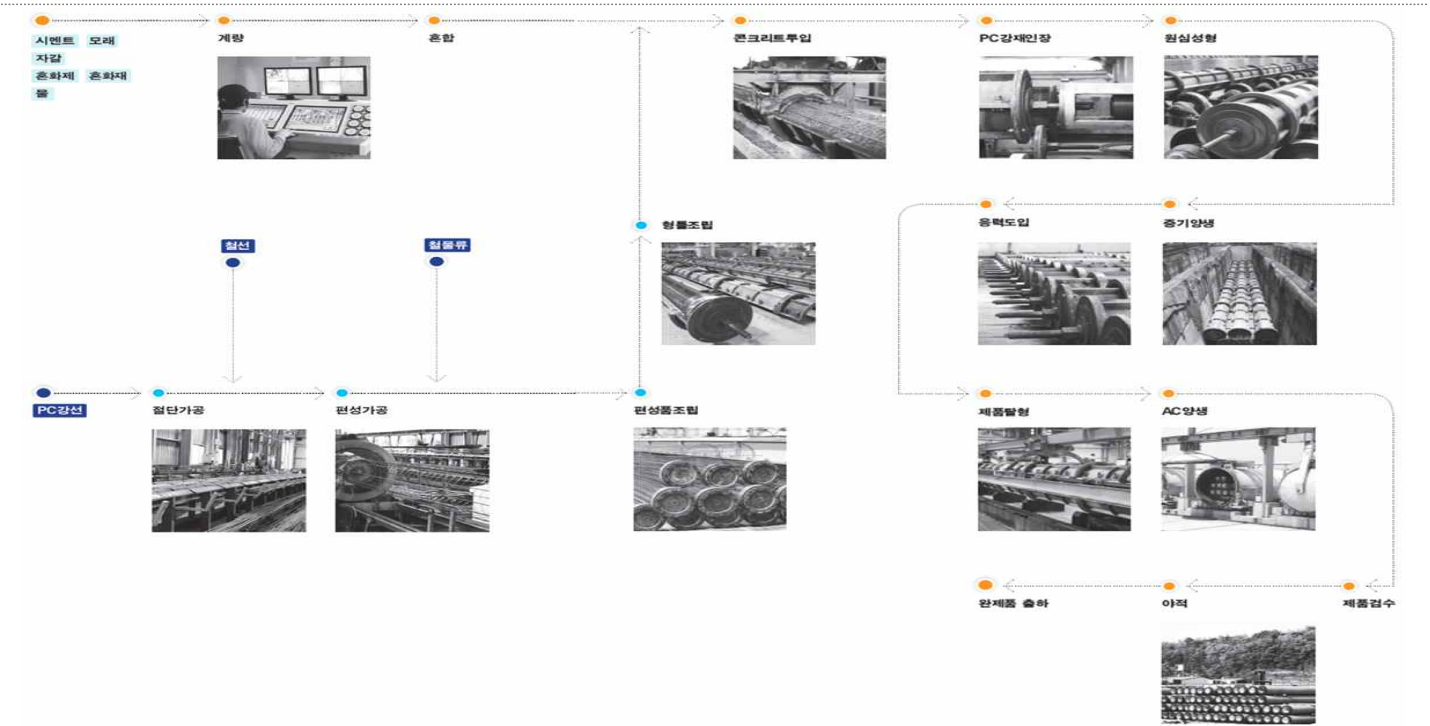 시멘트 모래
자갈
혼화제 혼화재
물
계량
혼합
콘크리트투입
PC강재인장
원심성형
형틀조립
응력도입
증기양생
철선
철물류
PC강선
절단가공
편성가공
편성품조립
제품탈형
AC양생
완제품 출하
야적
제품검수